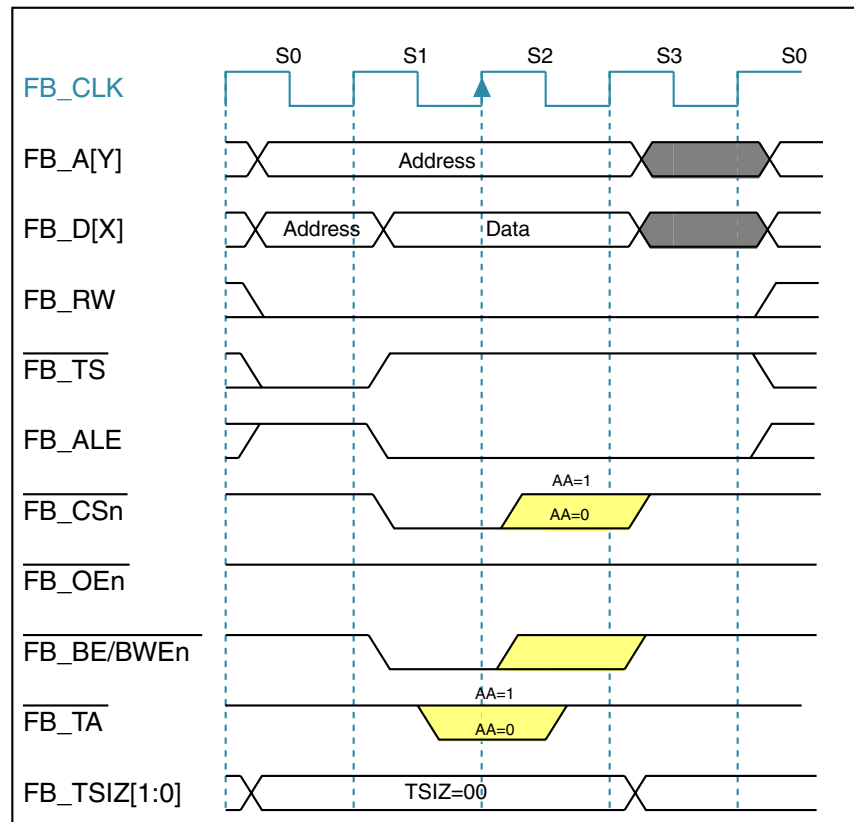 S0 S1 S2 S3 S0
FB_CLK
FB_A[Y] Address
FB_D[X] Address Data
FB_RW
FB_TS
FB_ALE
AA=1
FB_CSn AA=0
FB_OEn
FB_BE/BWEn
AA=1
FB_TA AA=0
FB_TSIZ[1:0] TSIZ=00